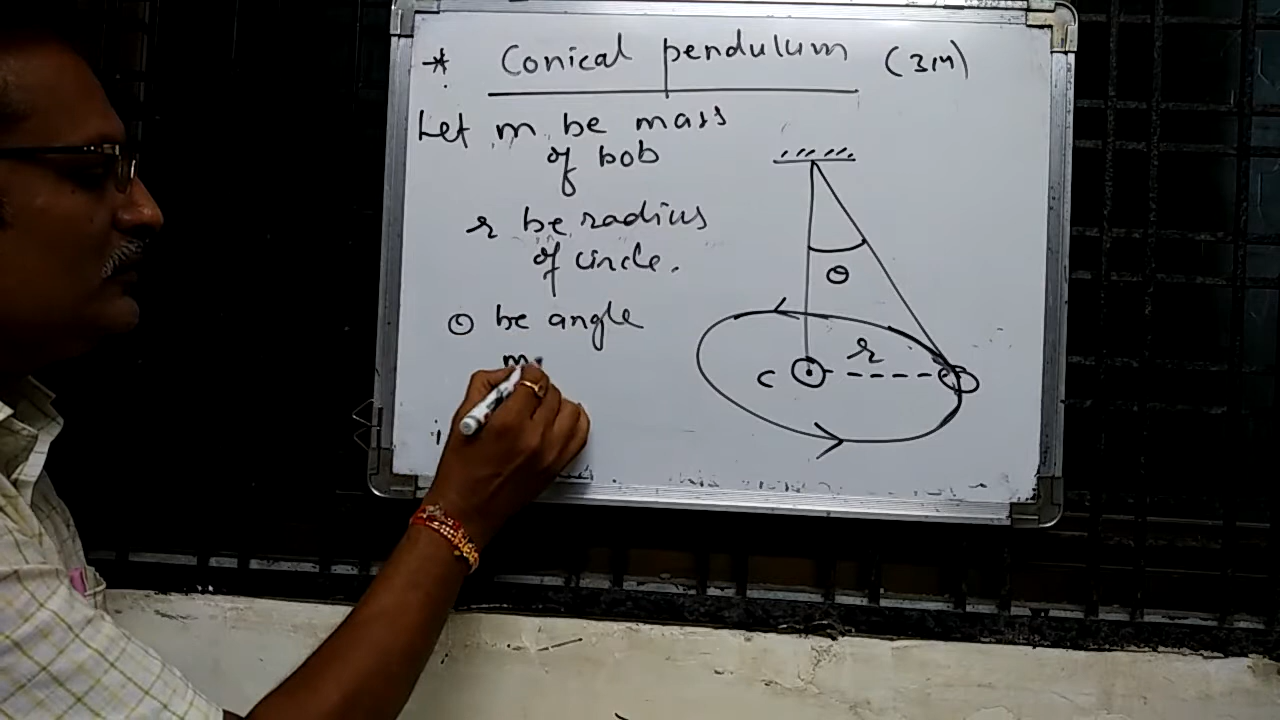 * Conical pendulum (3M)
Let m be mass
of bob
r be radius
of circle.
θ be angle
m
θ
r
C